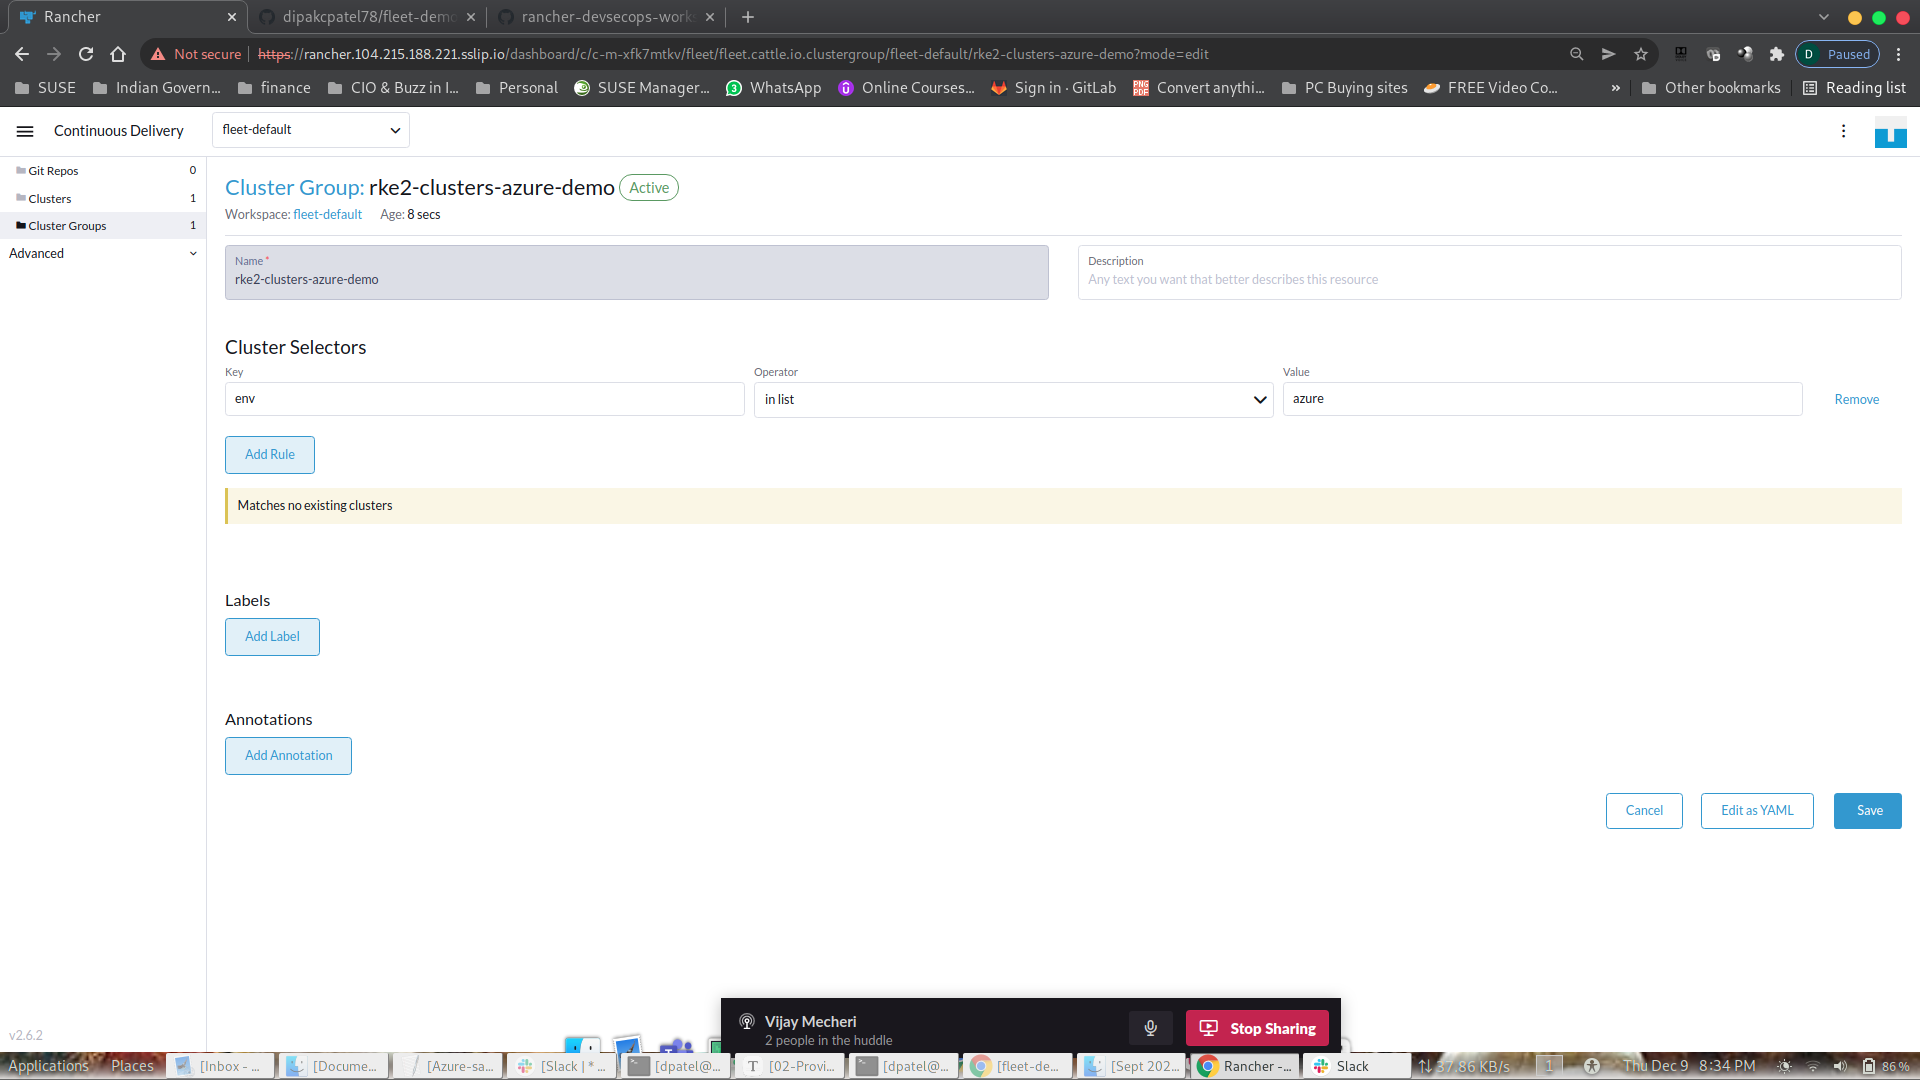 Rancher
dipakcpatel78/fleet-demo
rancher-devsecops-works
Not secure
https://rancher.104.215.188.221.sslip.io/dashboard/c/c-m-xfk7mtkv/fleet/fleet.cattle.io.clustergroup/fleet-default/rke2-clusters-azure-demo?mode=edit
D Paused
SUSE
Indian Govern...
finance
CIO & Buzz in I...
Personal
SUSE Manager...
WhatsApp
Online Courses...
Sign in · GitLab
Convert anythi...
PC Buying sites
FREE Video Co...
»
Other bookmarks
Reading list
Continuous Delivery
fleet-default
Git Repos 0
Clusters 1
Cluster Groups 1
Advanced
Cluster Group: rke2-clusters-azure-demo Active
Workspace: fleet-default Age: 8 secs
Name *
rke2-clusters-azure-demo
Description
Any text you want that better describes this resource
Cluster Selectors
Key Operator Value
env in list azure Remove
Add Rule
Matches no existing clusters
Labels
Add Label
Annotations
Add Annotation
Cancel Edit as YAML Save
v2.6.2
Vijay Mecheri
2 people in the huddle
Stop Sharing
Applications Places [Inbox - ... [Docume... [Azure-sa... [Slack | * ... [dpatel@... [02-Provi... [dpatel@... [fleet-de... [Sept 202... Rancher -... Slack 37.86 KB/s 1 Thu Dec 9 8:34 PM 86 %